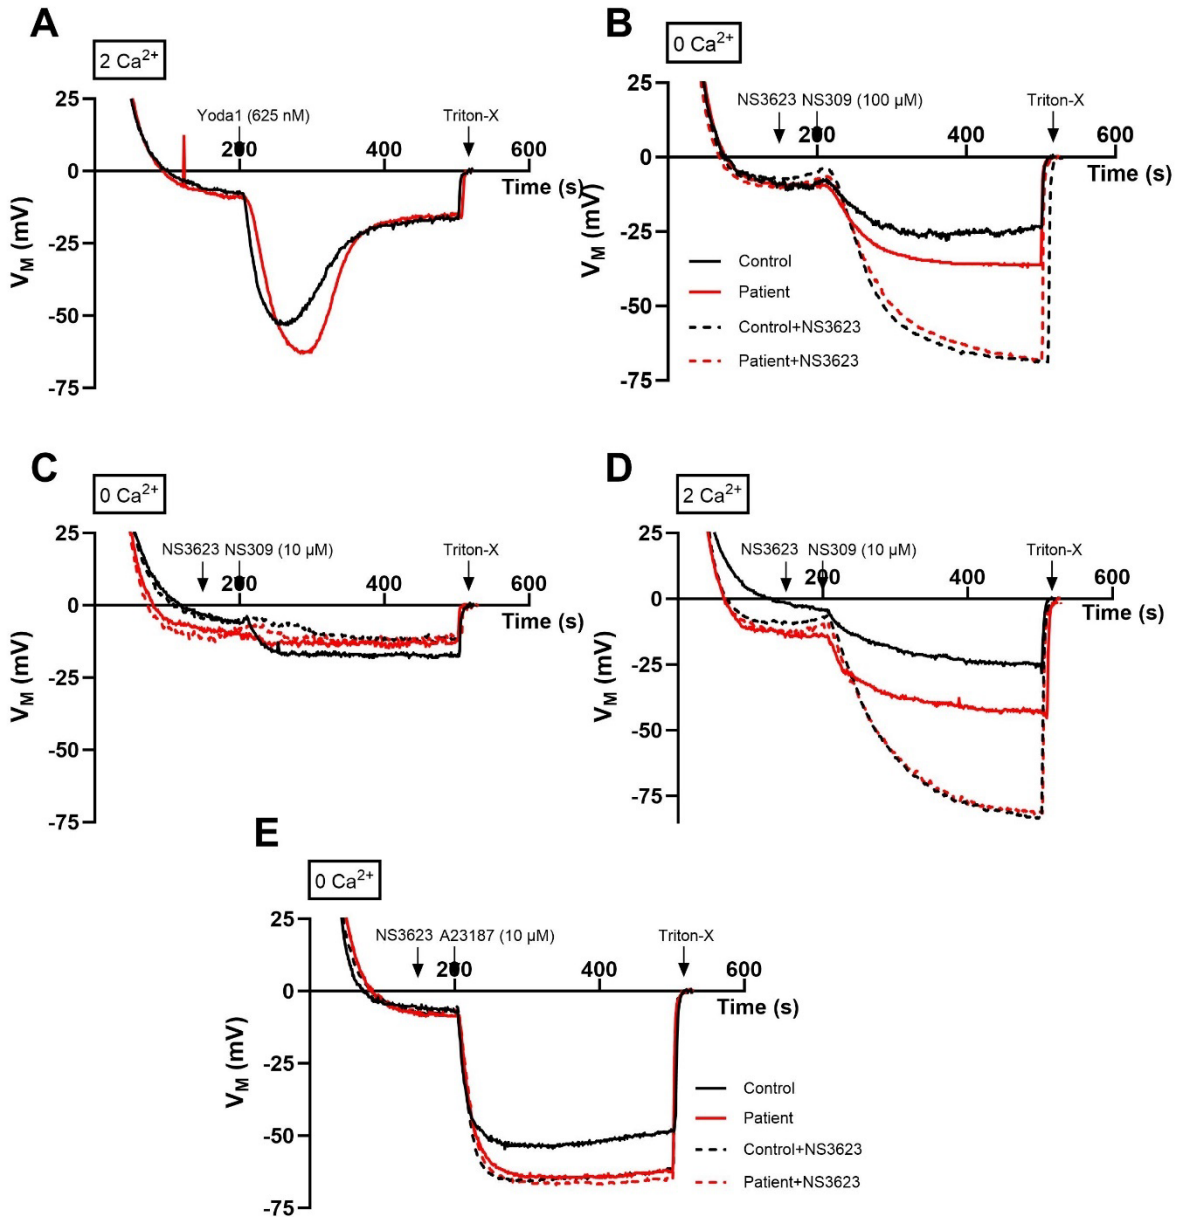 A
2 Ca2+
25
0
-25
-50
-75
VM (mV)
Yoda1 (625 nM)
Triton-X
200
400
600
Time (s)
B
0 Ca2+
25
0
-25
-50
-75
VM (mV)
NS3623 NS309 (100 µM)
Triton-X
200
400
600
Time (s)
Control
Patient
Control+NS3623
Patient+NS3623
C
0 Ca2+
25
0
-25
-50
-75
VM (mV)
NS3623 NS309 (10 µM)
Triton-X
200
400
600
Time (s)
D
2 Ca2+
25
0
-25
-50
-75
VM (mV)
NS3623 NS309 (10 µM)
Triton-X
200
400
600
Time (s)
E
0 Ca2+
25
0
-25
-50
-75
VM (mV)
NS3623 A23187 (10 µM)
Triton-X
200
400
600
Time (s)
Control
Patient
Control+NS3623
Patient+NS3623